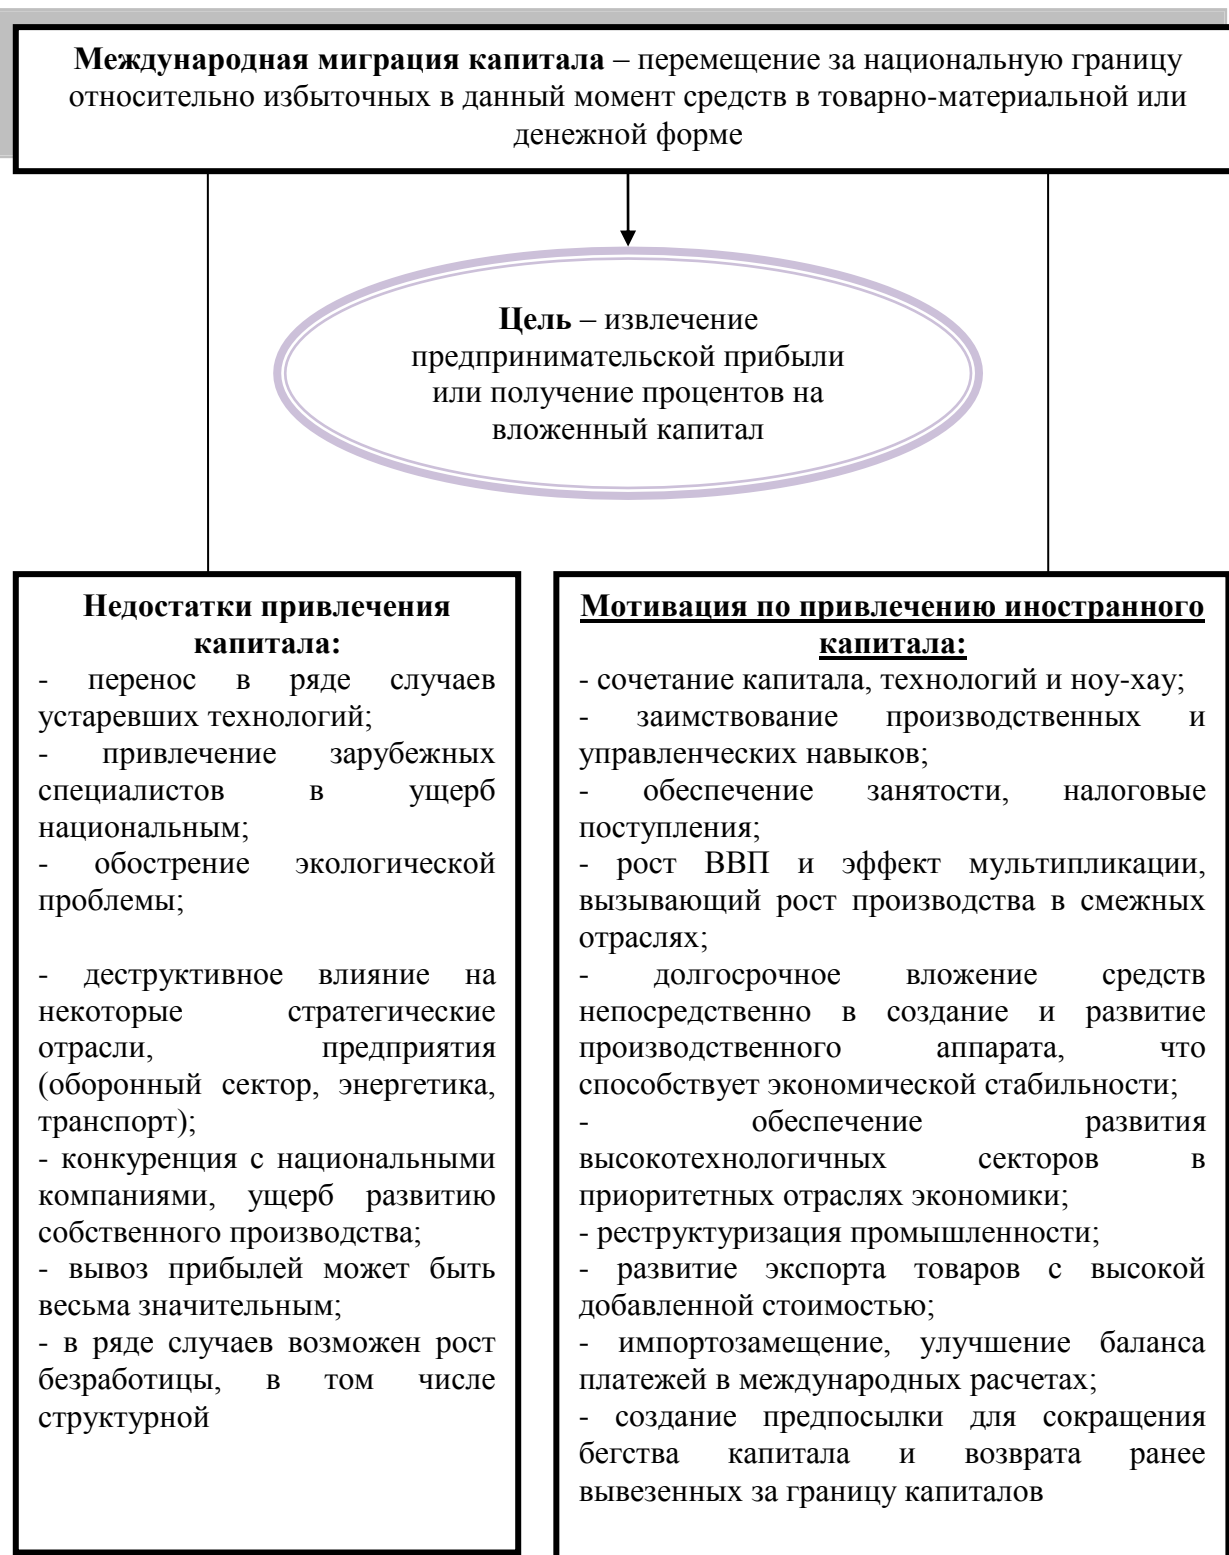 Международная миграция капитала – перемещение за национальную границу
относительно избыточных в данный момент средств в товарно-материальной или
денежной форме
Цель – извлечение
предпринимательской прибыли
или получение процентов на
вложенный капитал
Недостатки привлечения
капитала:
- перенос в ряде случаев
устаревших технологий;
- привлечение зарубежных
специалистов в ущерб
национальным;
- обострение экологической
проблемы;
- деструктивное влияние на
некоторые стратегические
отрасли, предприятия
(оборонный сектор, энергетика,
транспорт);
- конкуренция с национальными
компаниями, ущерб развитию
собственного производства;
- вывоз прибылей может быть
весьма значительным;
- в ряде случаев возможен рост
безработицы, в том числе
структурной
Мотивация по привлечению иностранного
капитала:
- сочетание капитала, технологий и ноу-хау;
- заимствование производственных и
управленческих навыков;
- обеспечение занятости, налоговые
поступления;
- рост ВВП и эффект мультипликации,
вызывающий рост производства в смежных
отраслях;
- долгосрочное вложение средств
непосредственно в создание и развитие
производственного аппарата, что
способствует экономической стабильности;
- обеспечение развития
высокотехнологичных секторов в
приоритетных отраслях экономики;
- реструктуризация промышленности;
- развитие экспорта товаров с высокой
добавленной стоимостью;
- импортозамещение, улучшение баланса
платежей в международных расчетах;
- создание предпосылки для сокращения
бегства капитала и возврата ранее
вывезенных за границу капиталов